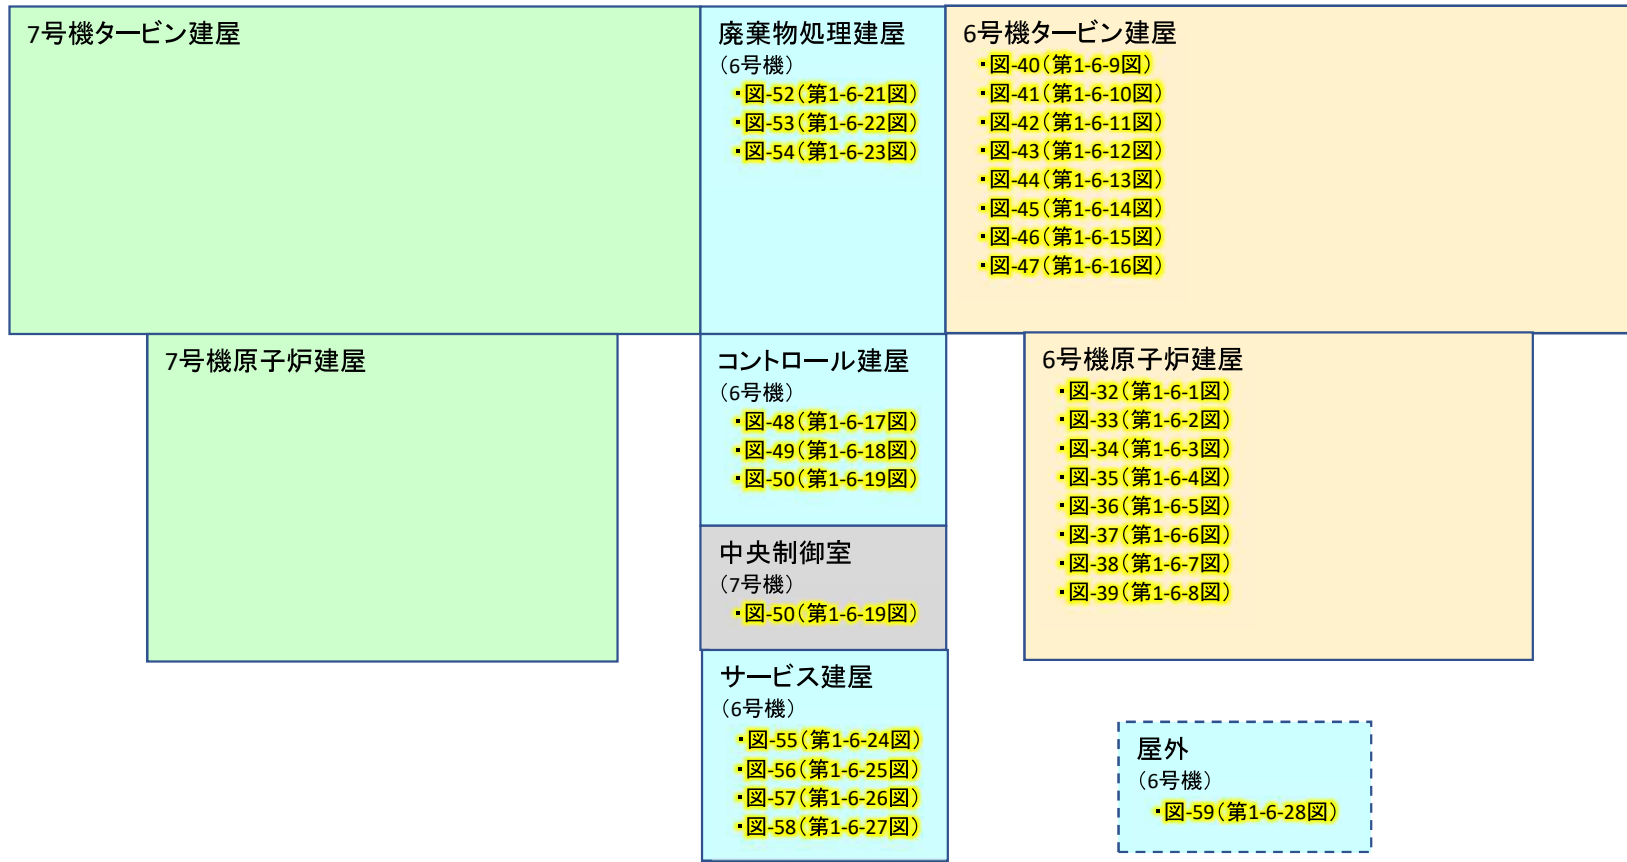 7号機タービン建屋
廃棄物処理建屋
（6号機）
・図-52（第1-6-21図）
・図-53（第1-6-22図）
・図-54（第1-6-23図）
6号機タービン建屋
・図-40（第1-6-9図）
・図-41（第1-6-10図）
・図-42（第1-6-11図）
・図-43（第1-6-12図）
・図-44（第1-6-13図）
・図-45（第1-6-14図）
・図-46（第1-6-15図）
・図-47（第1-6-16図）
7号機原子炉建屋
コントロール建屋
（6号機）
・図-48（第1-6-17図）
・図-49（第1-6-18図）
・図-50（第1-6-19図）
6号機原子炉建屋
・図-32（第1-6-1図）
・図-33（第1-6-2図）
・図-34（第1-6-3図）
・図-35（第1-6-4図）
・図-36（第1-6-5図）
・図-37（第1-6-6図）
・図-38（第1-6-7図）
・図-39（第1-6-8図）
中央制御室
（7号機）
・図-50（第1-6-19図）
サービス建屋
（6号機）
・図-55（第1-6-24図）
・図-56（第1-6-25図）
・図-57（第1-6-26図）
・図-58（第1-6-27図）
屋外
（6号機）
・図-59（第1-6-28図）